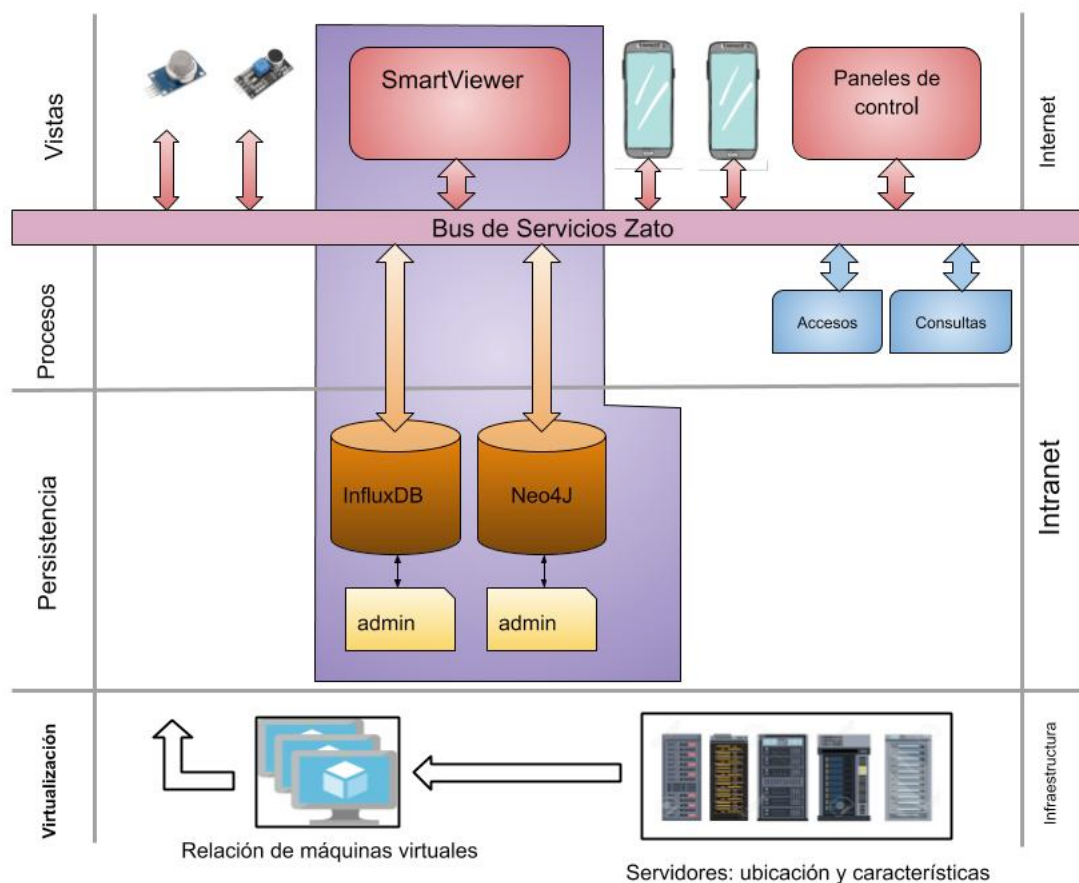 Vistas
SmartViewer
Paneles de
control
Internet
Bus de Servicios Zato
Procesos
Accesos
Consultas
Persistencia
InfluxDB
Neo4J
admin
admin
Intranet
Virtualización
Infraestructura
Relación de máquinas virtuales
Servidores: ubicación y características